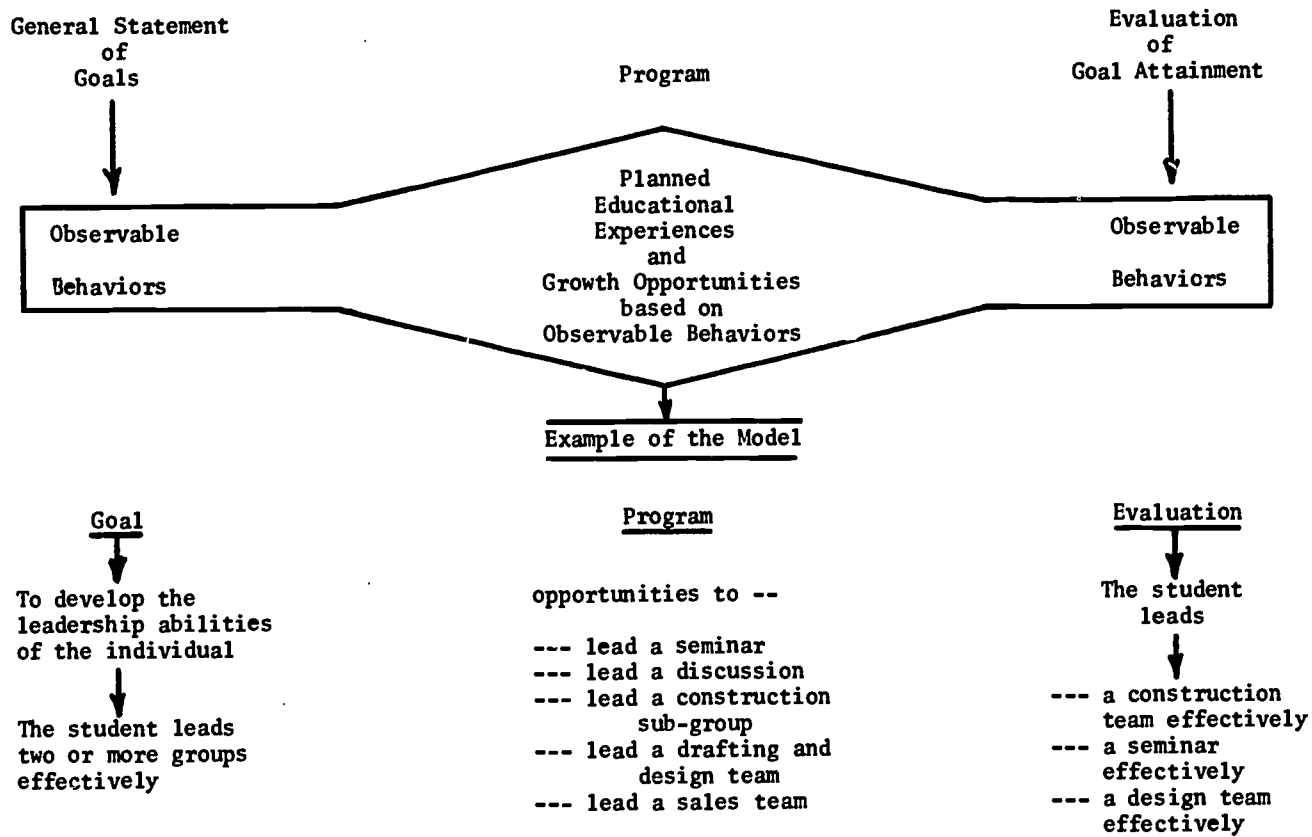 General Statement
of
Goals
Program
Evaluation
of
Goal Attainment
Observable
Behaviors
Planned
Educational
Experiences
and
Growth Opportunities
based on
Observable Behaviors
Observable
Behaviors
Example of the Model
Goal
To develop the
leadership abilities
of the individual
The student leads
two or more groups
effectively
Program
opportunities to --
--- lead a seminar
--- lead a discussion
--- lead a construction
sub-group
--- lead a drafting and
design team
--- lead a sales team
Evaluation
The student
leads
--- a construction
team effectively
--- a seminar
effectively
--- a design team
effectively